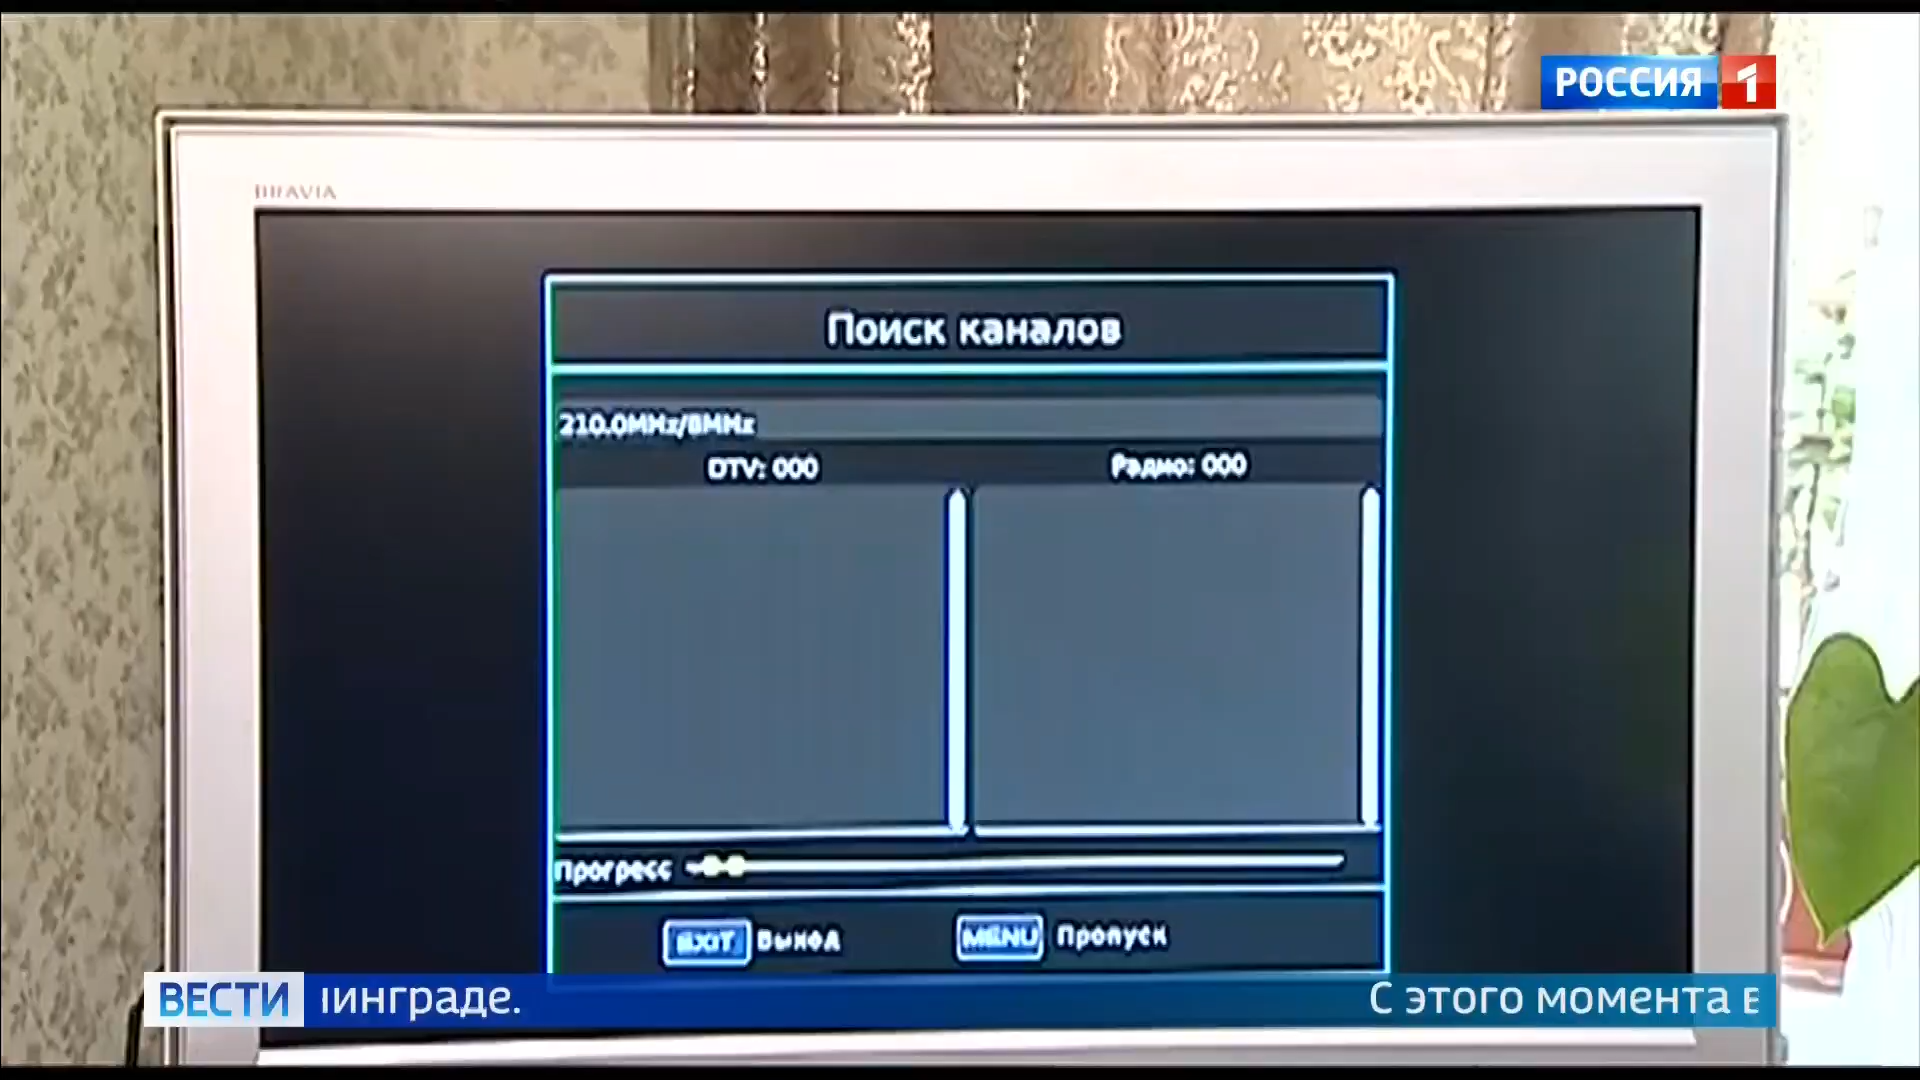 РОССИЯ 1
BRAVIA
Поиск каналов
210.0MHz/8MHz
DTV: 000 Радио: 000
Прогресс
EXIT Выход MENU Пропуск
ВЕСТИ инграде. С этого момента в